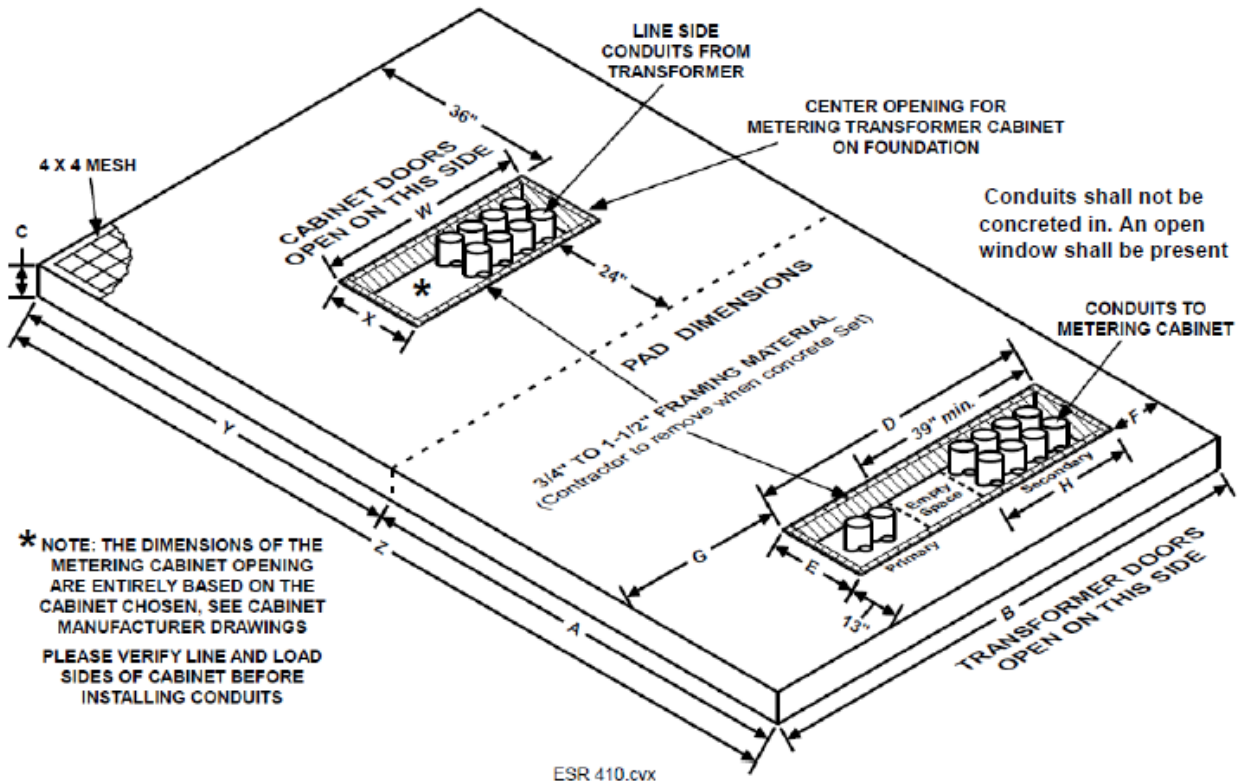 LINE SIDE
CONDUITS FROM
TRANSFORMER
36"
CENTER OPENING FOR
METERING TRANSFORMER CABINET
ON FOUNDATION
4 X 4 MESH
CABINET DOORS
OPEN ON THIS SIDE
W
Conduits shall not be
concreted in. An open
window shall be present
C
*
X
24"
PAD DIMENSIONS
CONDUITS TO
METERING CABINET
3/4" TO 1-1/2" FRAMING MATERIAL
(Contractor to remove when concrete Set)
D
39" min.
F
Y
Z
A
G
E
13"
Primary
Empty
Space
Secondary
H
B
TRANSFORMER DOORS
OPEN ON THIS SIDE
* NOTE: THE DIMENSIONS OF THE
METERING CABINET OPENING
ARE ENTIRELY BASED ON THE
CABINET CHOSEN, SEE CABINET
MANUFACTURER DRAWINGS
PLEASE VERIFY LINE AND LOAD
SIDES OF CABINET BEFORE
INSTALLING CONDUITS
ESR 410.cvx